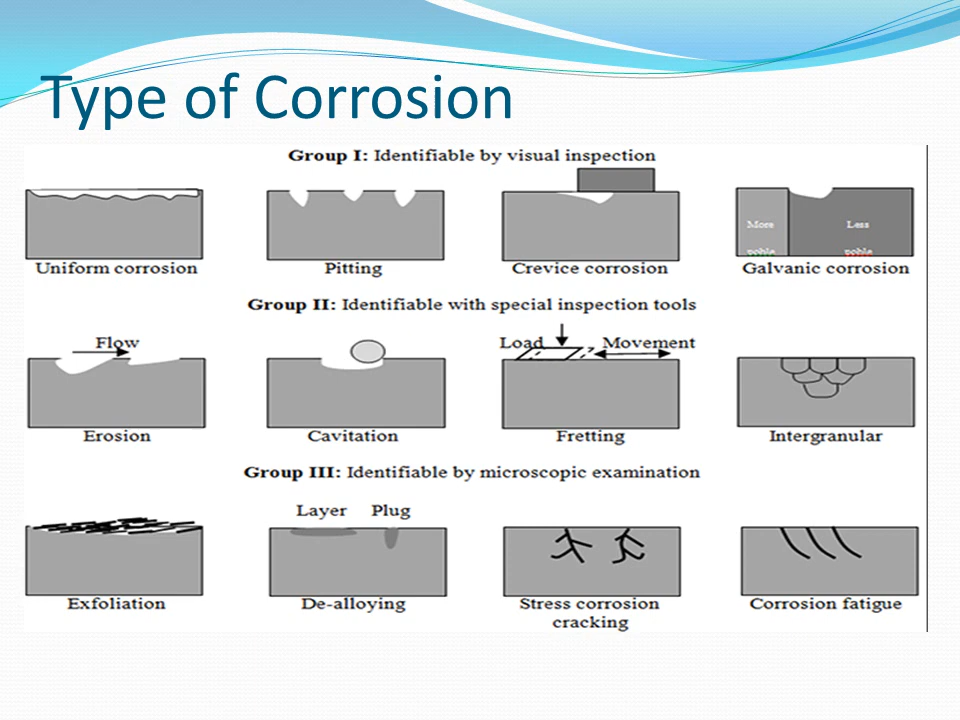 Type of Corrosion
Group I: Identifiable by visual inspection
More noble
Less noble
Uniform corrosion
Pitting
Crevice corrosion
Galvanic corrosion
Group II: Identifiable with special inspection tools
Flow
Load
Movement
Erosion
Cavitation
Fretting
Intergranular
Group III: Identifiable by microscopic examination
Layer
Plug
Exfoliation
De-alloying
Stress corrosion
cracking
Corrosion fatigue